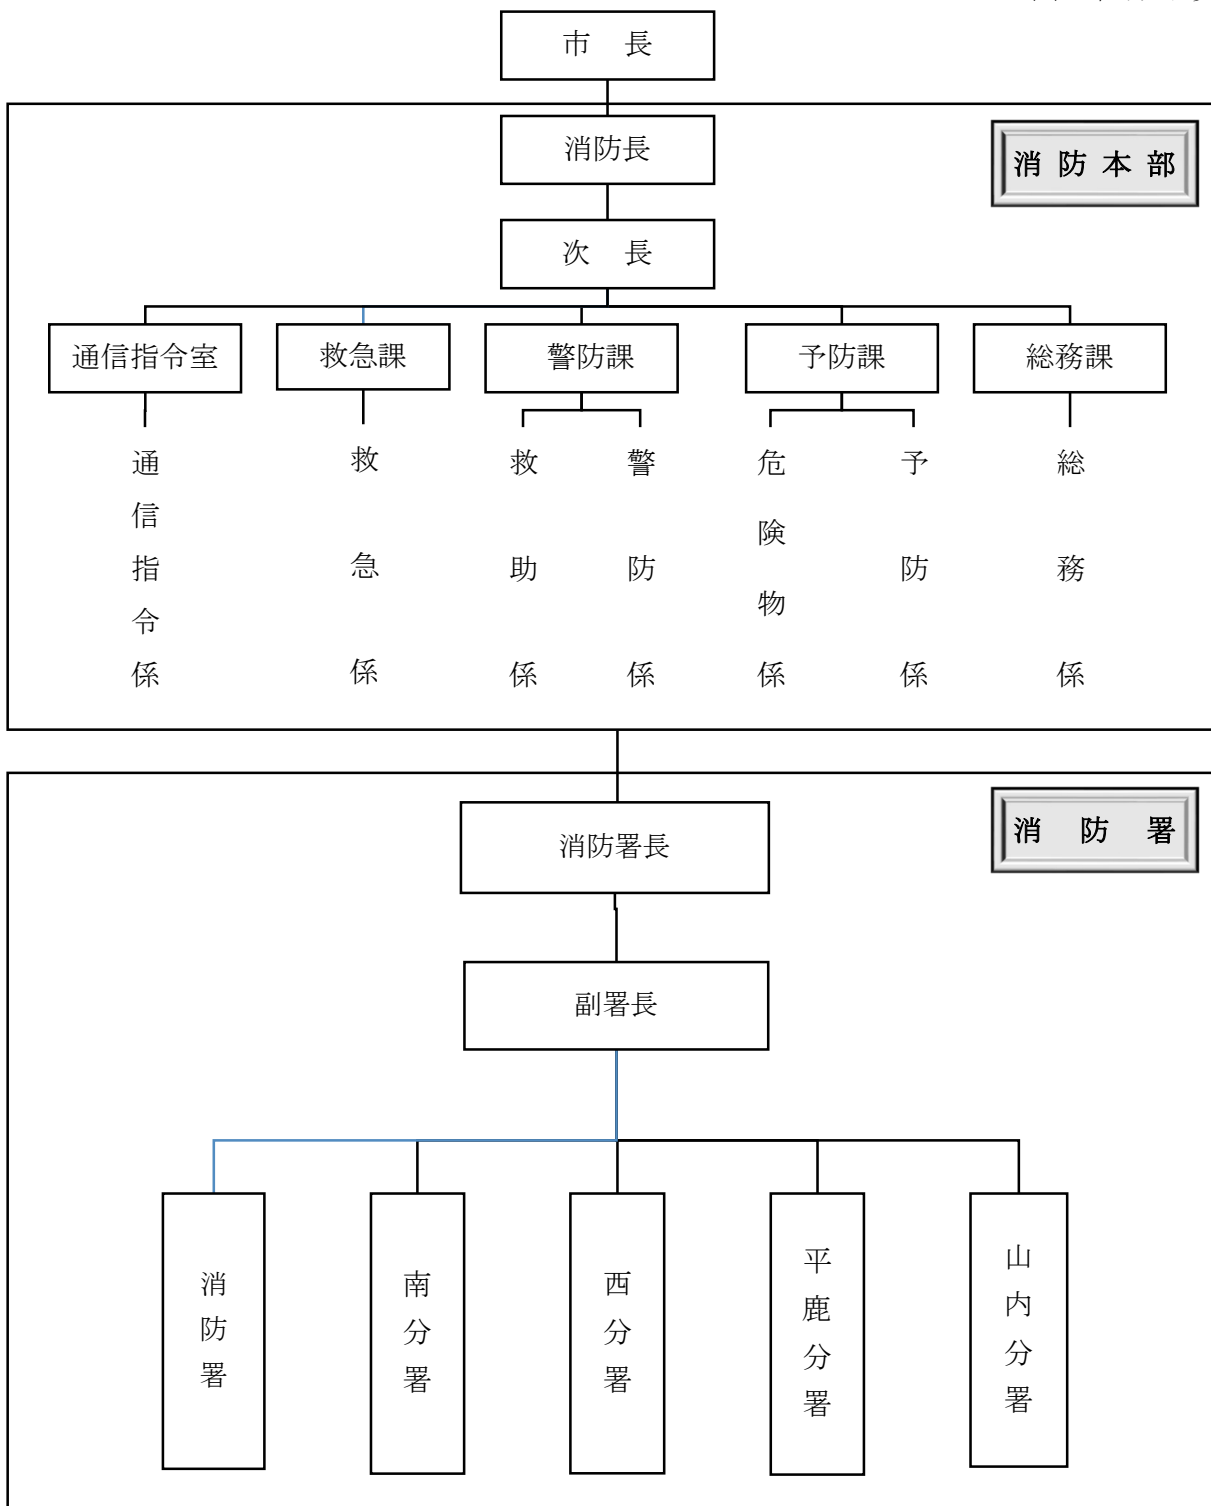 市　長
消防長
消防本部
次　長
通信指令室
救急課
警防課
予防課
総務課
通信指令係
救急係
救助係
警防係
危険物係
予防係
総務係
消防署長
消防署
副署長
消防署
南分署
西分署
平鹿分署
山内分署